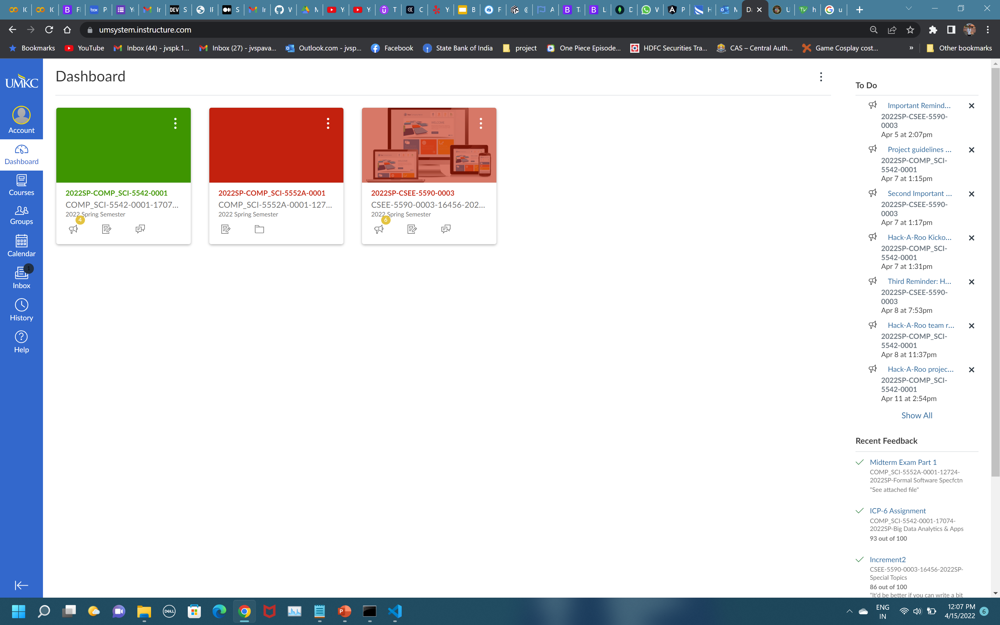 umsystem.instructure.com
Bookmarks YouTube Inbox (44) - jvspk.1... Inbox (27) - jvspava... Outlook.com - jvsp... Facebook State Bank of India project One Piece Episode... HDFC Securities Tra... CAS – Central Auth... Game Cosplay cost... » Other bookmarks
UMKC
Account
Dashboard
Courses
Groups
Calendar
1
Inbox
History
Help
Dashboard
2022SP-COMP_SCI-5542-0001
COMP_SCI-5542-0001-1707...
2022 Spring Semester
4
2022SP-COMP_SCI-5552A-0001
COMP_SCI-5552A-0001-127...
2022 Spring Semester
2022SP-CSEE-5590-0003
CSEE-5590-0003-16456-202...
2022 Spring Semester
6
To Do
Important Remind...
2022SP-CSEE-5590-
0003
Apr 5 at 2:07pm
Project guidelines ...
2022SP-COMP_SCI-
5542-0001
Apr 7 at 1:15pm
Second Important ...
2022SP-CSEE-5590-
0003
Apr 7 at 1:17pm
Hack-A-Roo Kicko...
2022SP-COMP_SCI-
5542-0001
Apr 7 at 1:31pm
Third Reminder: H...
2022SP-CSEE-5590-
0003
Apr 8 at 7:53pm
Hack-A-Roo team r...
2022SP-COMP_SCI-
5542-0001
Apr 8 at 11:37pm
Hack-A-Roo projec...
2022SP-COMP_SCI-
5542-0001
Apr 11 at 2:54pm
Show All
Recent Feedback
Midterm Exam Part 1
COMP_SCI-5552A-0001-12724-
2022SP-Formal Software Specfctn
"See attached file"
ICP-6 Assignment
COMP_SCI-5542-0001-17074-
2022SP-Big Data Analytics & Apps
93 out of 100
Increment2
CSEE-5590-0003-16456-2022SP-
Special Topics
86 out of 100
"It'd be better if you can write a bit
ENG
IN
12:07 PM
4/15/2022
6